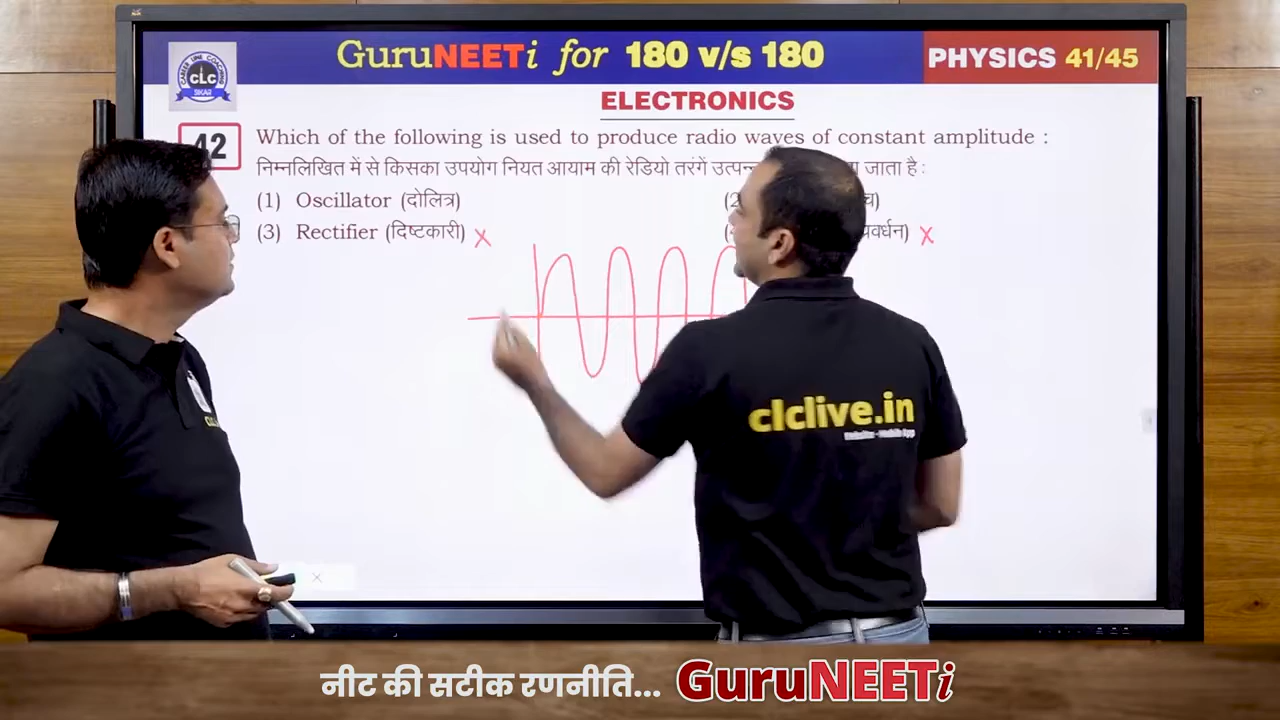 GuruNEETi for 180 v/s 180
PHYSICS 41/45
CLC
SIKAR
ELECTRONICS
42
Which of the following is used to produce radio waves of constant amplitude :
निम्नलिखित में से किसका उपयोग नियत आयाम की रेडियो तरंगें जाता है :
(1) Oscillator (दोलित्र)
(3) Rectifier (दिष्टकारी) x
x
clclive.in
नीट की सटीक रणनीति... GuruNEETi